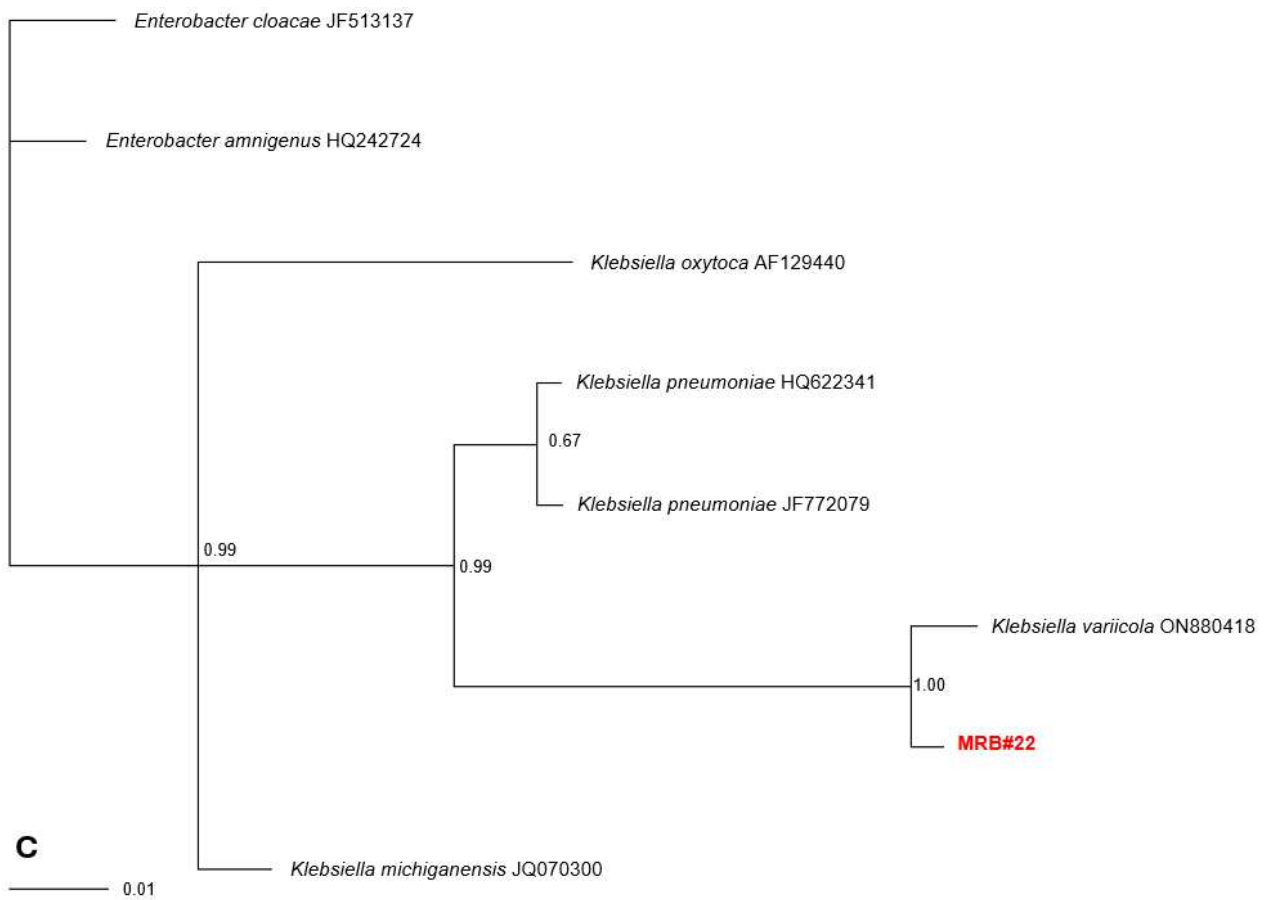 Enterobacter cloacae JF513137
Enterobacter amnigenus HQ242724
Klebsiella oxytoca AF129440
Klebsiella pneumoniae HQ622341
0.67
Klebsiella pneumoniae JF772079
0.99
0.99
Klebsiella variicola ON880418
1.00
MRB#22
Klebsiella michiganensis JQ070300
C
0.01